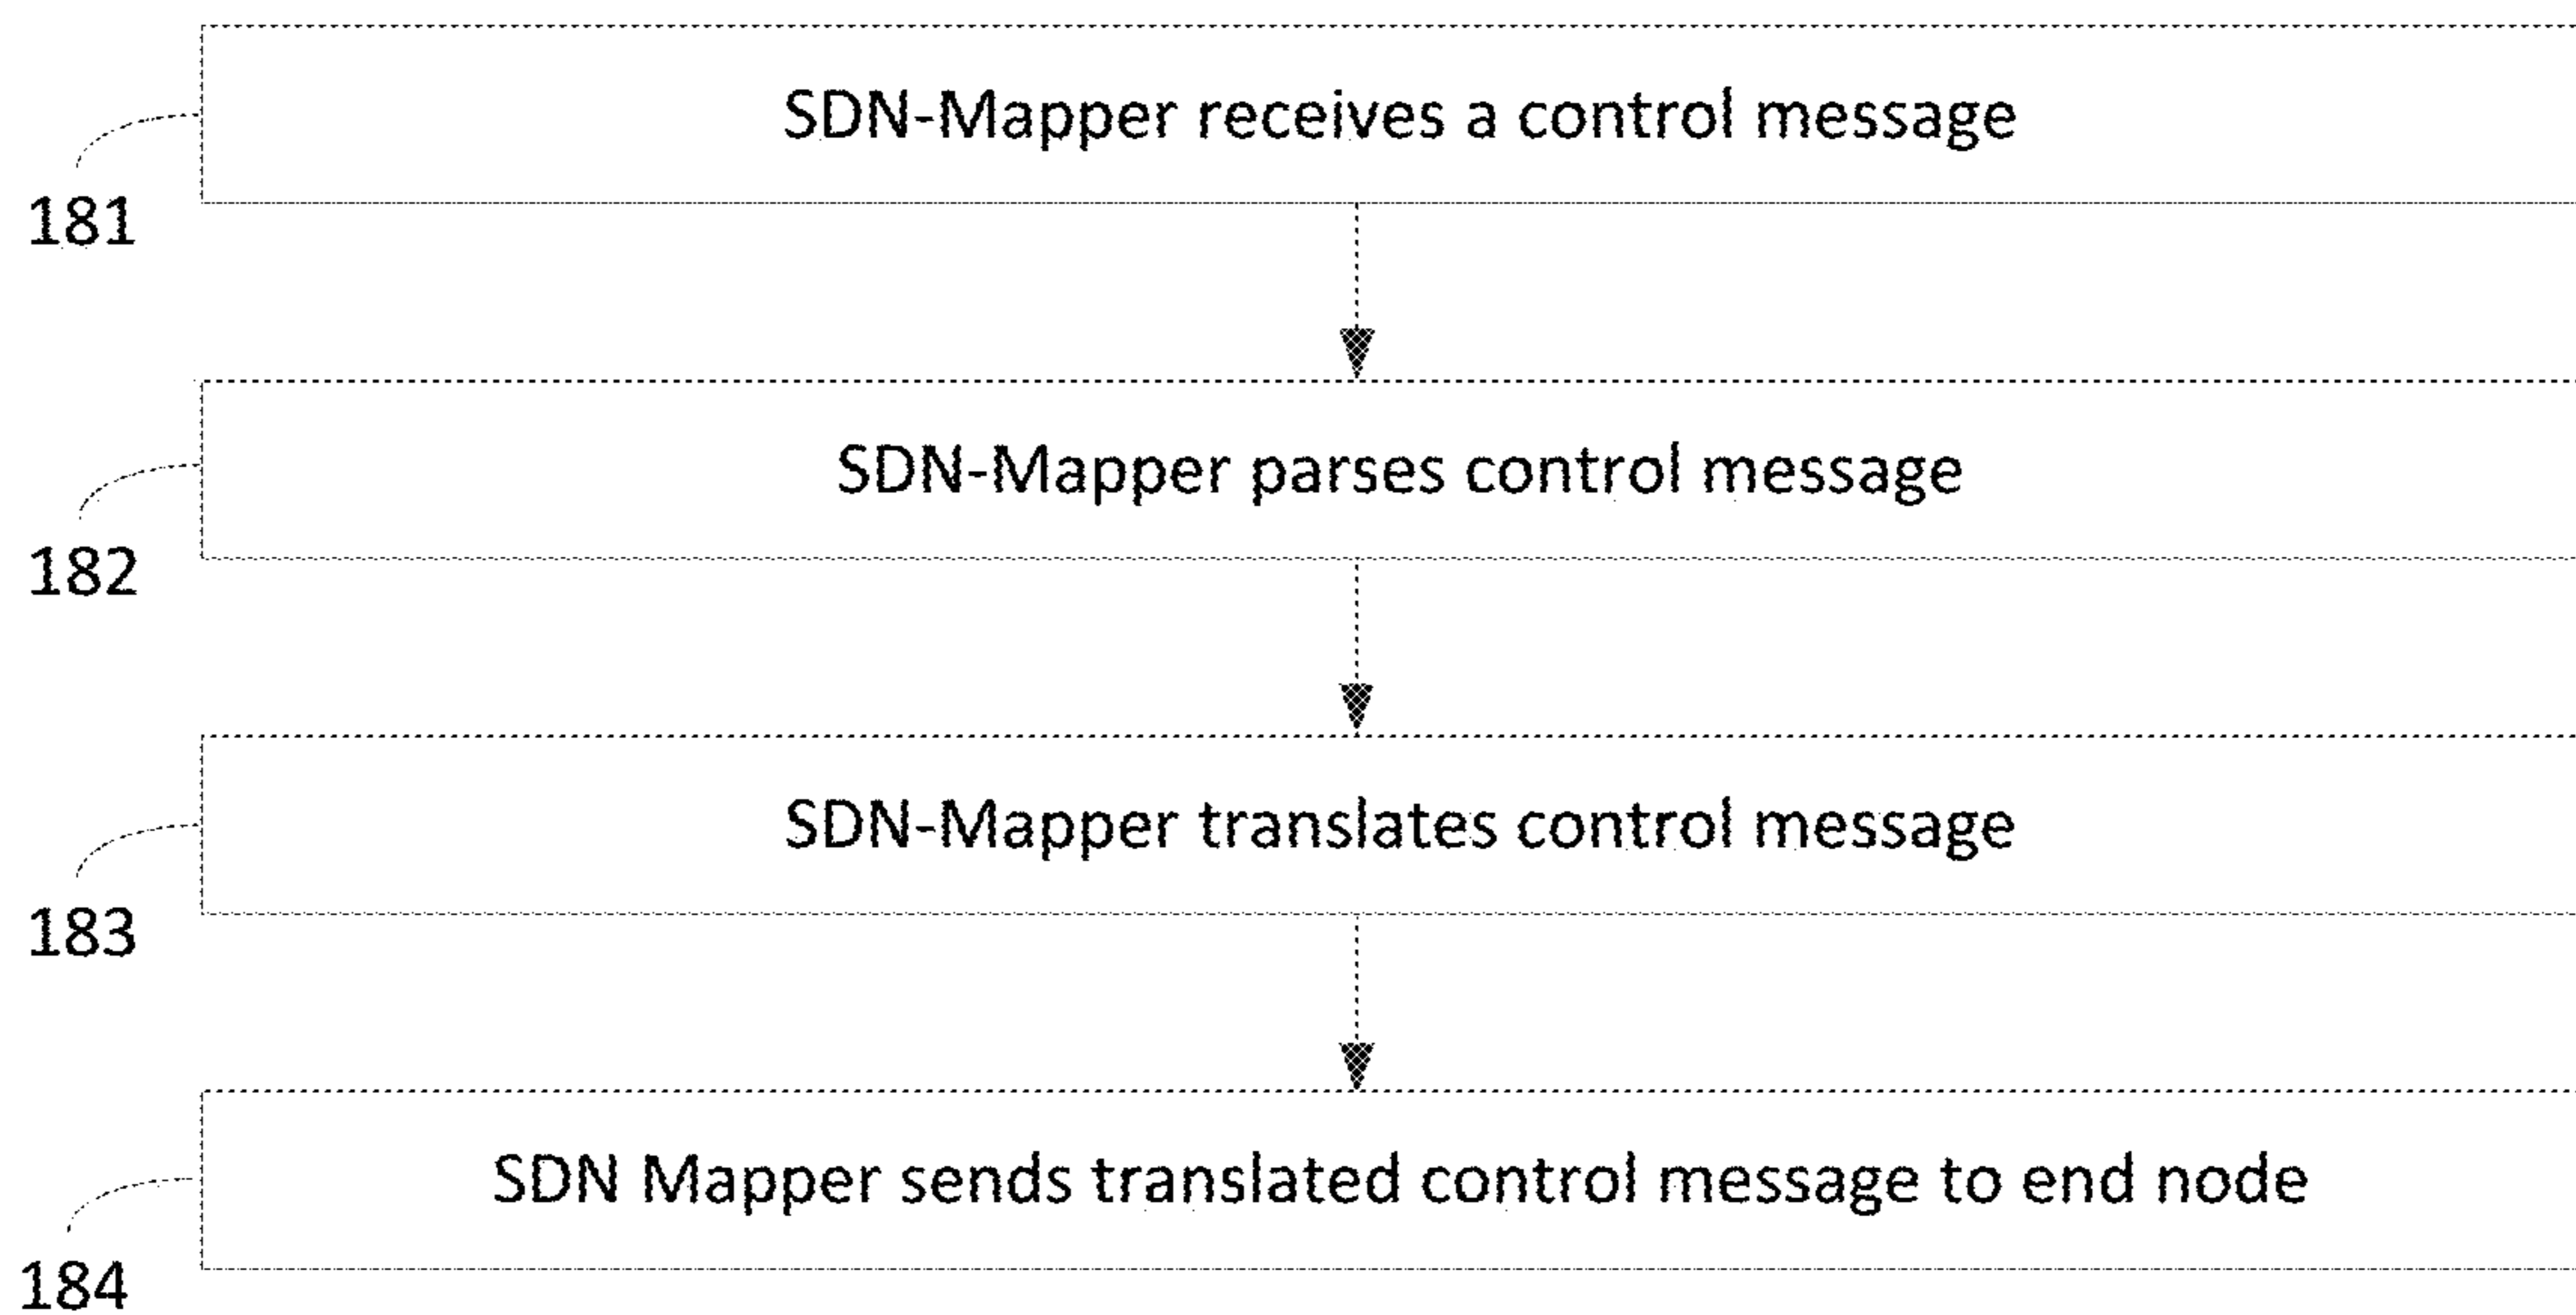 SDN-Mapper receives a control message
181
SDN-Mapper parses control message
182
SDN-Mapper translates control message
183
SDN Mapper sends translated control message to end node
184